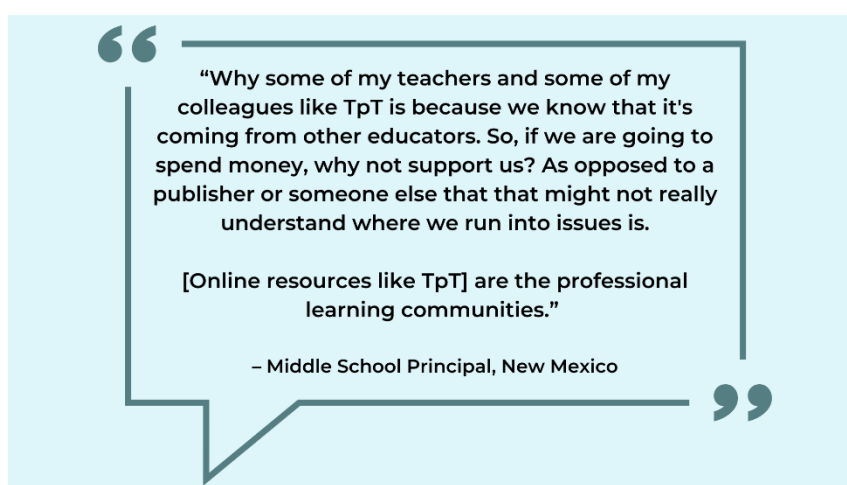 “Why some of my teachers and some of my
colleagues like TpT is because we know that it's
coming from other educators. So, if we are going to
spend money, why not support us? As opposed to a
publisher or someone else that that might not really
understand where we run into issues is.
[Online resources like TpT] are the professional
learning communities.”
– Middle School Principal, New Mexico